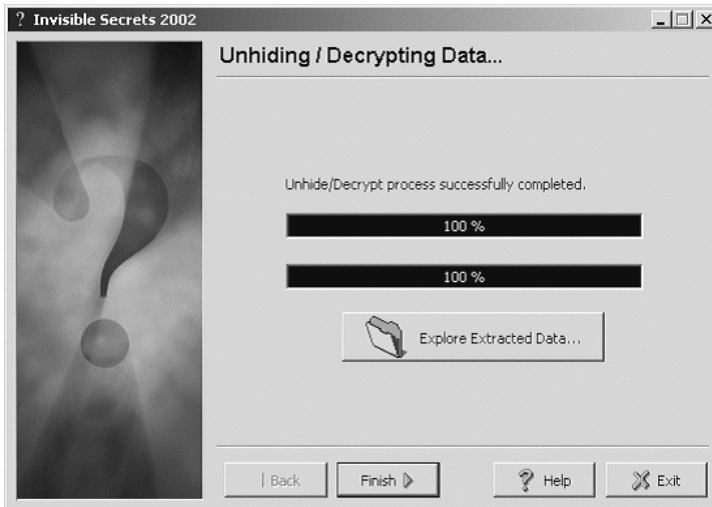 ? Invisible Secrets 2002
Unhiding / Decrypting Data...
Unhide/Decrypt process successfully completed.
100 %
100 %
Explore Extracted Data...
Back
Finish
Help
Exit